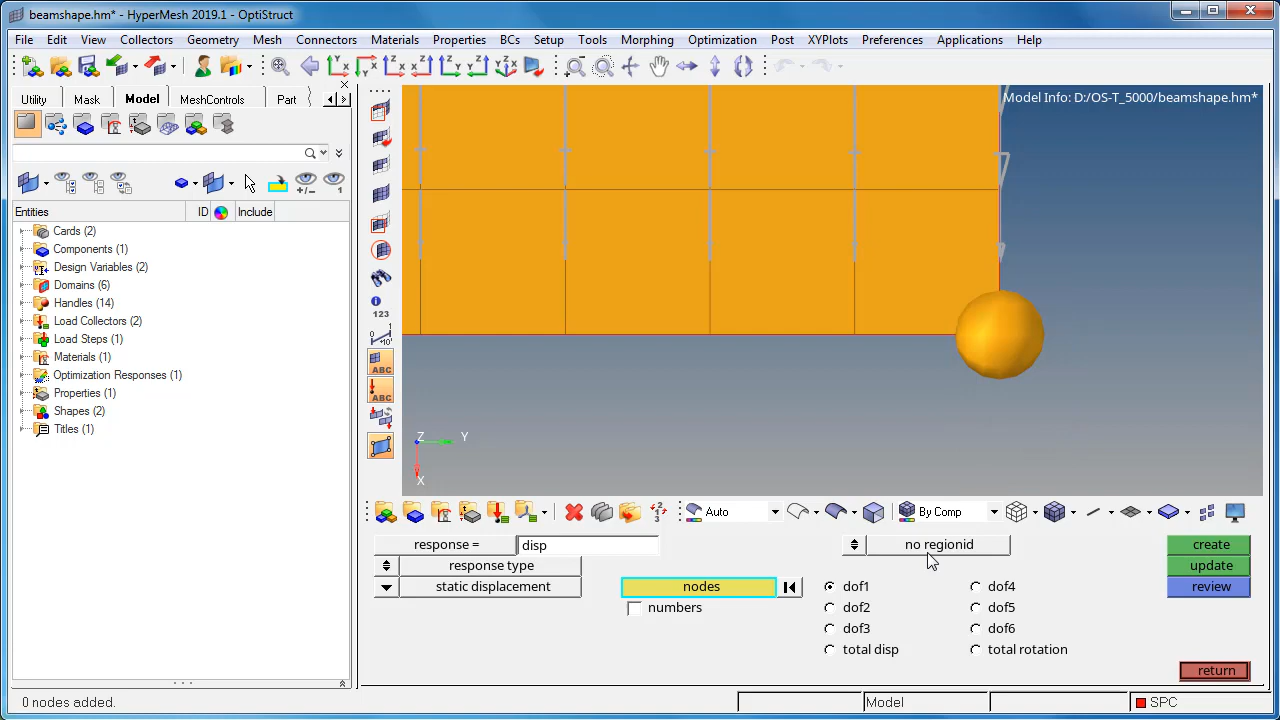 beamshape.hm* - HyperMesh 2019.1 - OptiStruct
File Edit View Collectors Geometry Mesh Connectors Materials Properties BCs Setup Tools Morphing Optimization Post XYPlots Preferences Applications Help
Utility Mask Model MeshControls Part
Model Info: D:/OS-T_5000/beamshape.hm*
Entities ID Include
Cards (2)
Components (1)
Design Variables (2)
Domains (6)
Handles (14)
Load Collectors (2)
Load Steps (1)
Materials (1)
Optimization Responses (1)
Properties (1)
Shapes (2)
Titles (1)
123
ABC
ABC
Z Y
X
Auto By Comp
response = disp no regionid create
response type update
static displacement nodes dof1 dof4 review
numbers dof2 dof5
dof3 dof6
total disp total rotation
return
0 nodes added. Model SPC